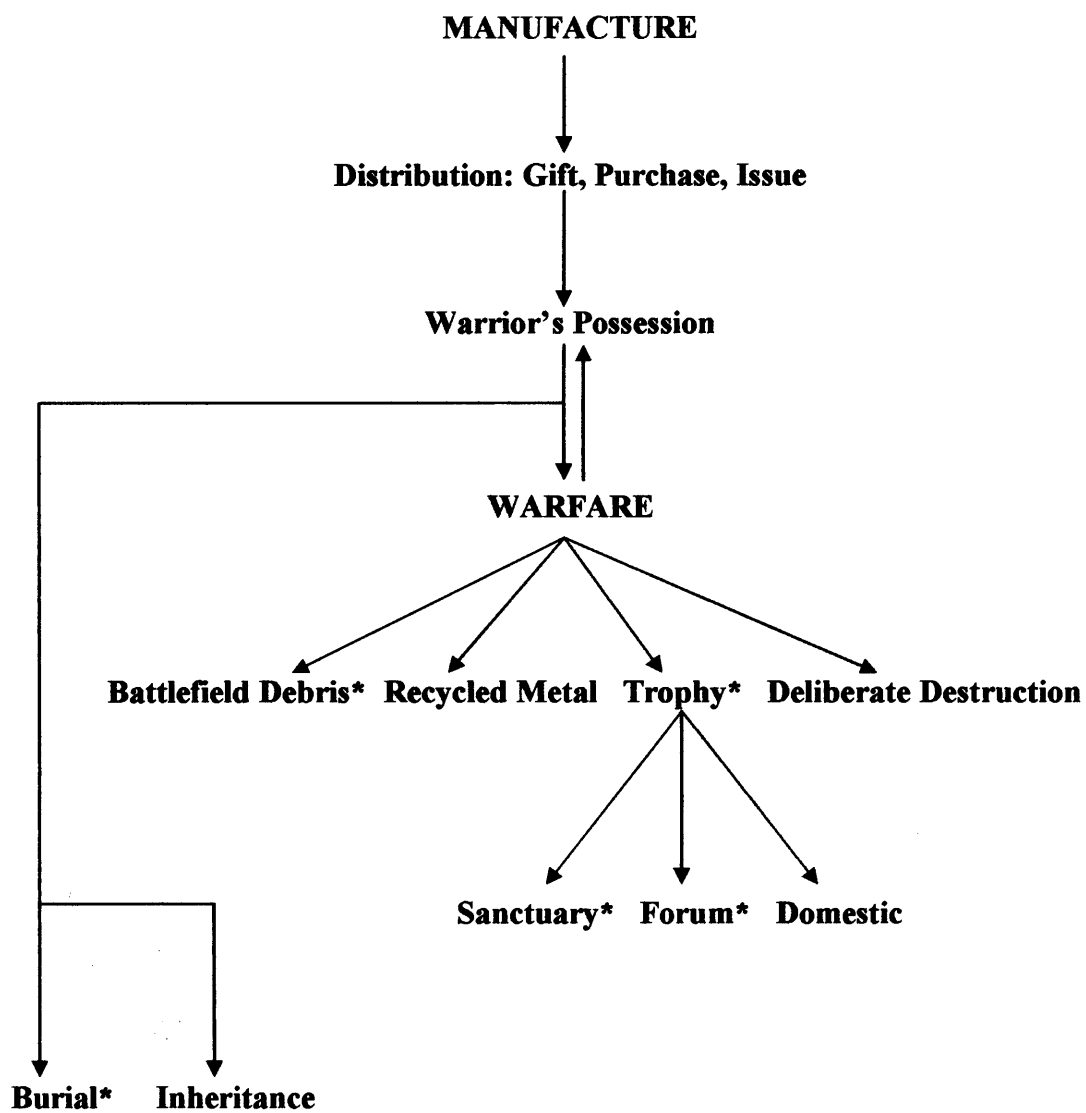 MANUFACTURE
Distribution: Gift, Purchase, Issue
Warrior's Possession
WARFARE
Battlefield Debris* Recycled Metal Trophy* Deliberate Destruction
Sanctuary* Forum* Domestic
Burial* Inheritance